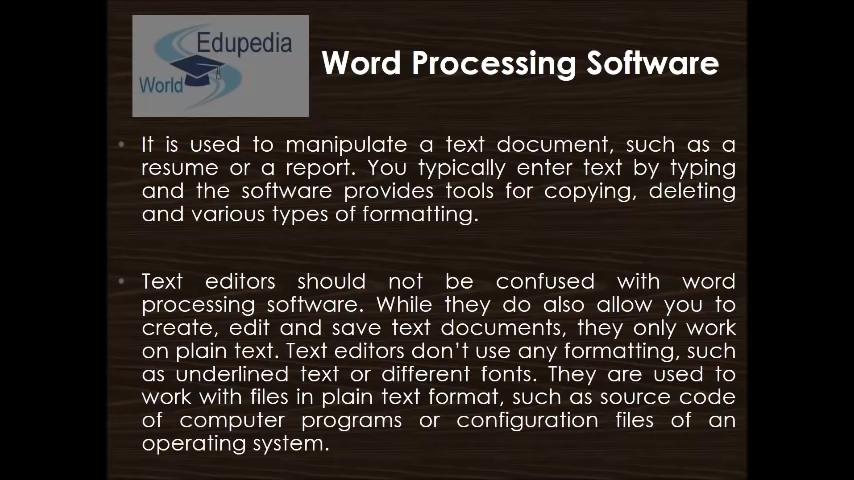 Edupedia
World
Word Processing Software
• It is used to manipulate a text document, such as a
resume or a report. You typically enter text by typing
and the software provides tools for copying, deleting
and various types of formatting.
• Text editors should not be confused with word
processing software. While they do also allow you to
create, edit and save text documents, they only work
on plain text. Text editors don't use any formatting, such
as underlined text or different fonts. They are used to
work with files in plain text format, such as source code
of computer programs or configuration files of an
operating system.